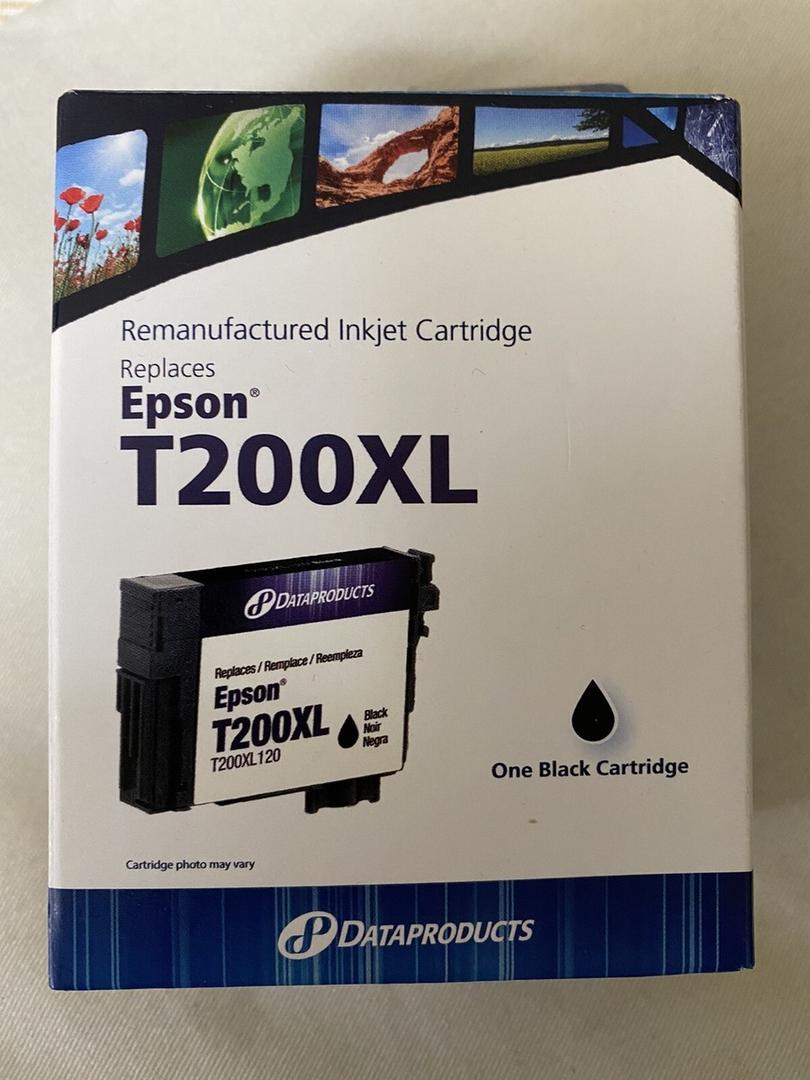 Remanufactured Inkjet Cartridge
Replaces
Epson®
T200XL
DATAPRODUCTS
Replaces / Remplace / Reempleza
Epson®
T200XL
T200XL120
Black
Noir
Negra
One Black Cartridge
Cartridge photo may vary
DATAPRODUCTS